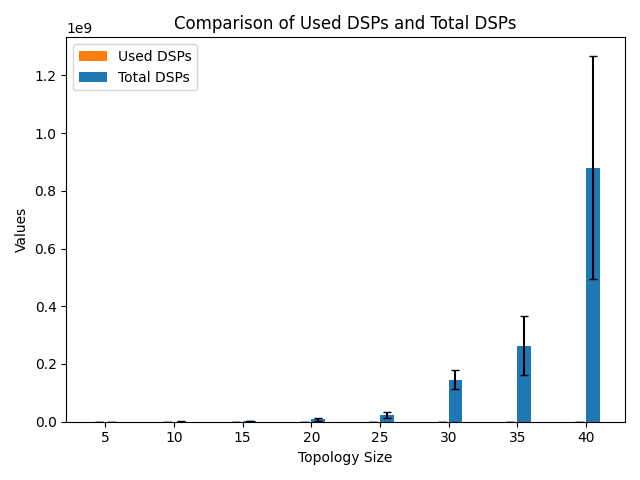 Comparison of Used DSPs and Total DSPs
1e9
Used DSPs
Total DSPs
1.2
1.0
0.8
0.6
0.4
0.2
0.0
Values
5 10 15 20 25 30 35 40
Topology Size